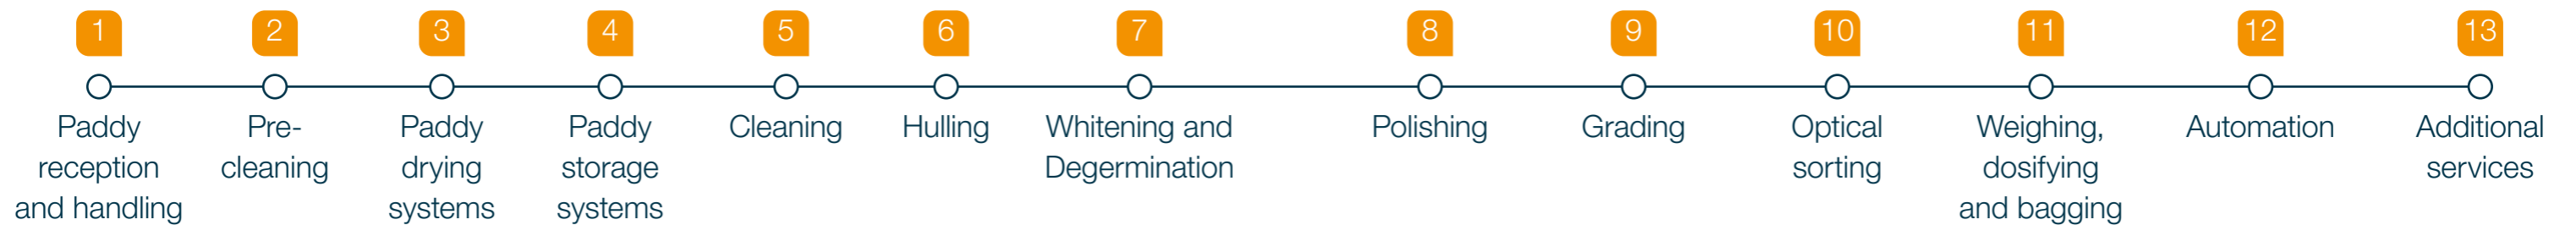 1
Paddy
reception
and handling
2
Pre-
cleaning
3
Paddy
drying
systems
4
Paddy
storage
systems
5
Cleaning
6
Hulling
7
Whitening and
Degermination
8
Polishing
9
Grading
10
Optical
sorting
11
Weighing,
dosifying
and bagging
12
Automation
13
Additional
services